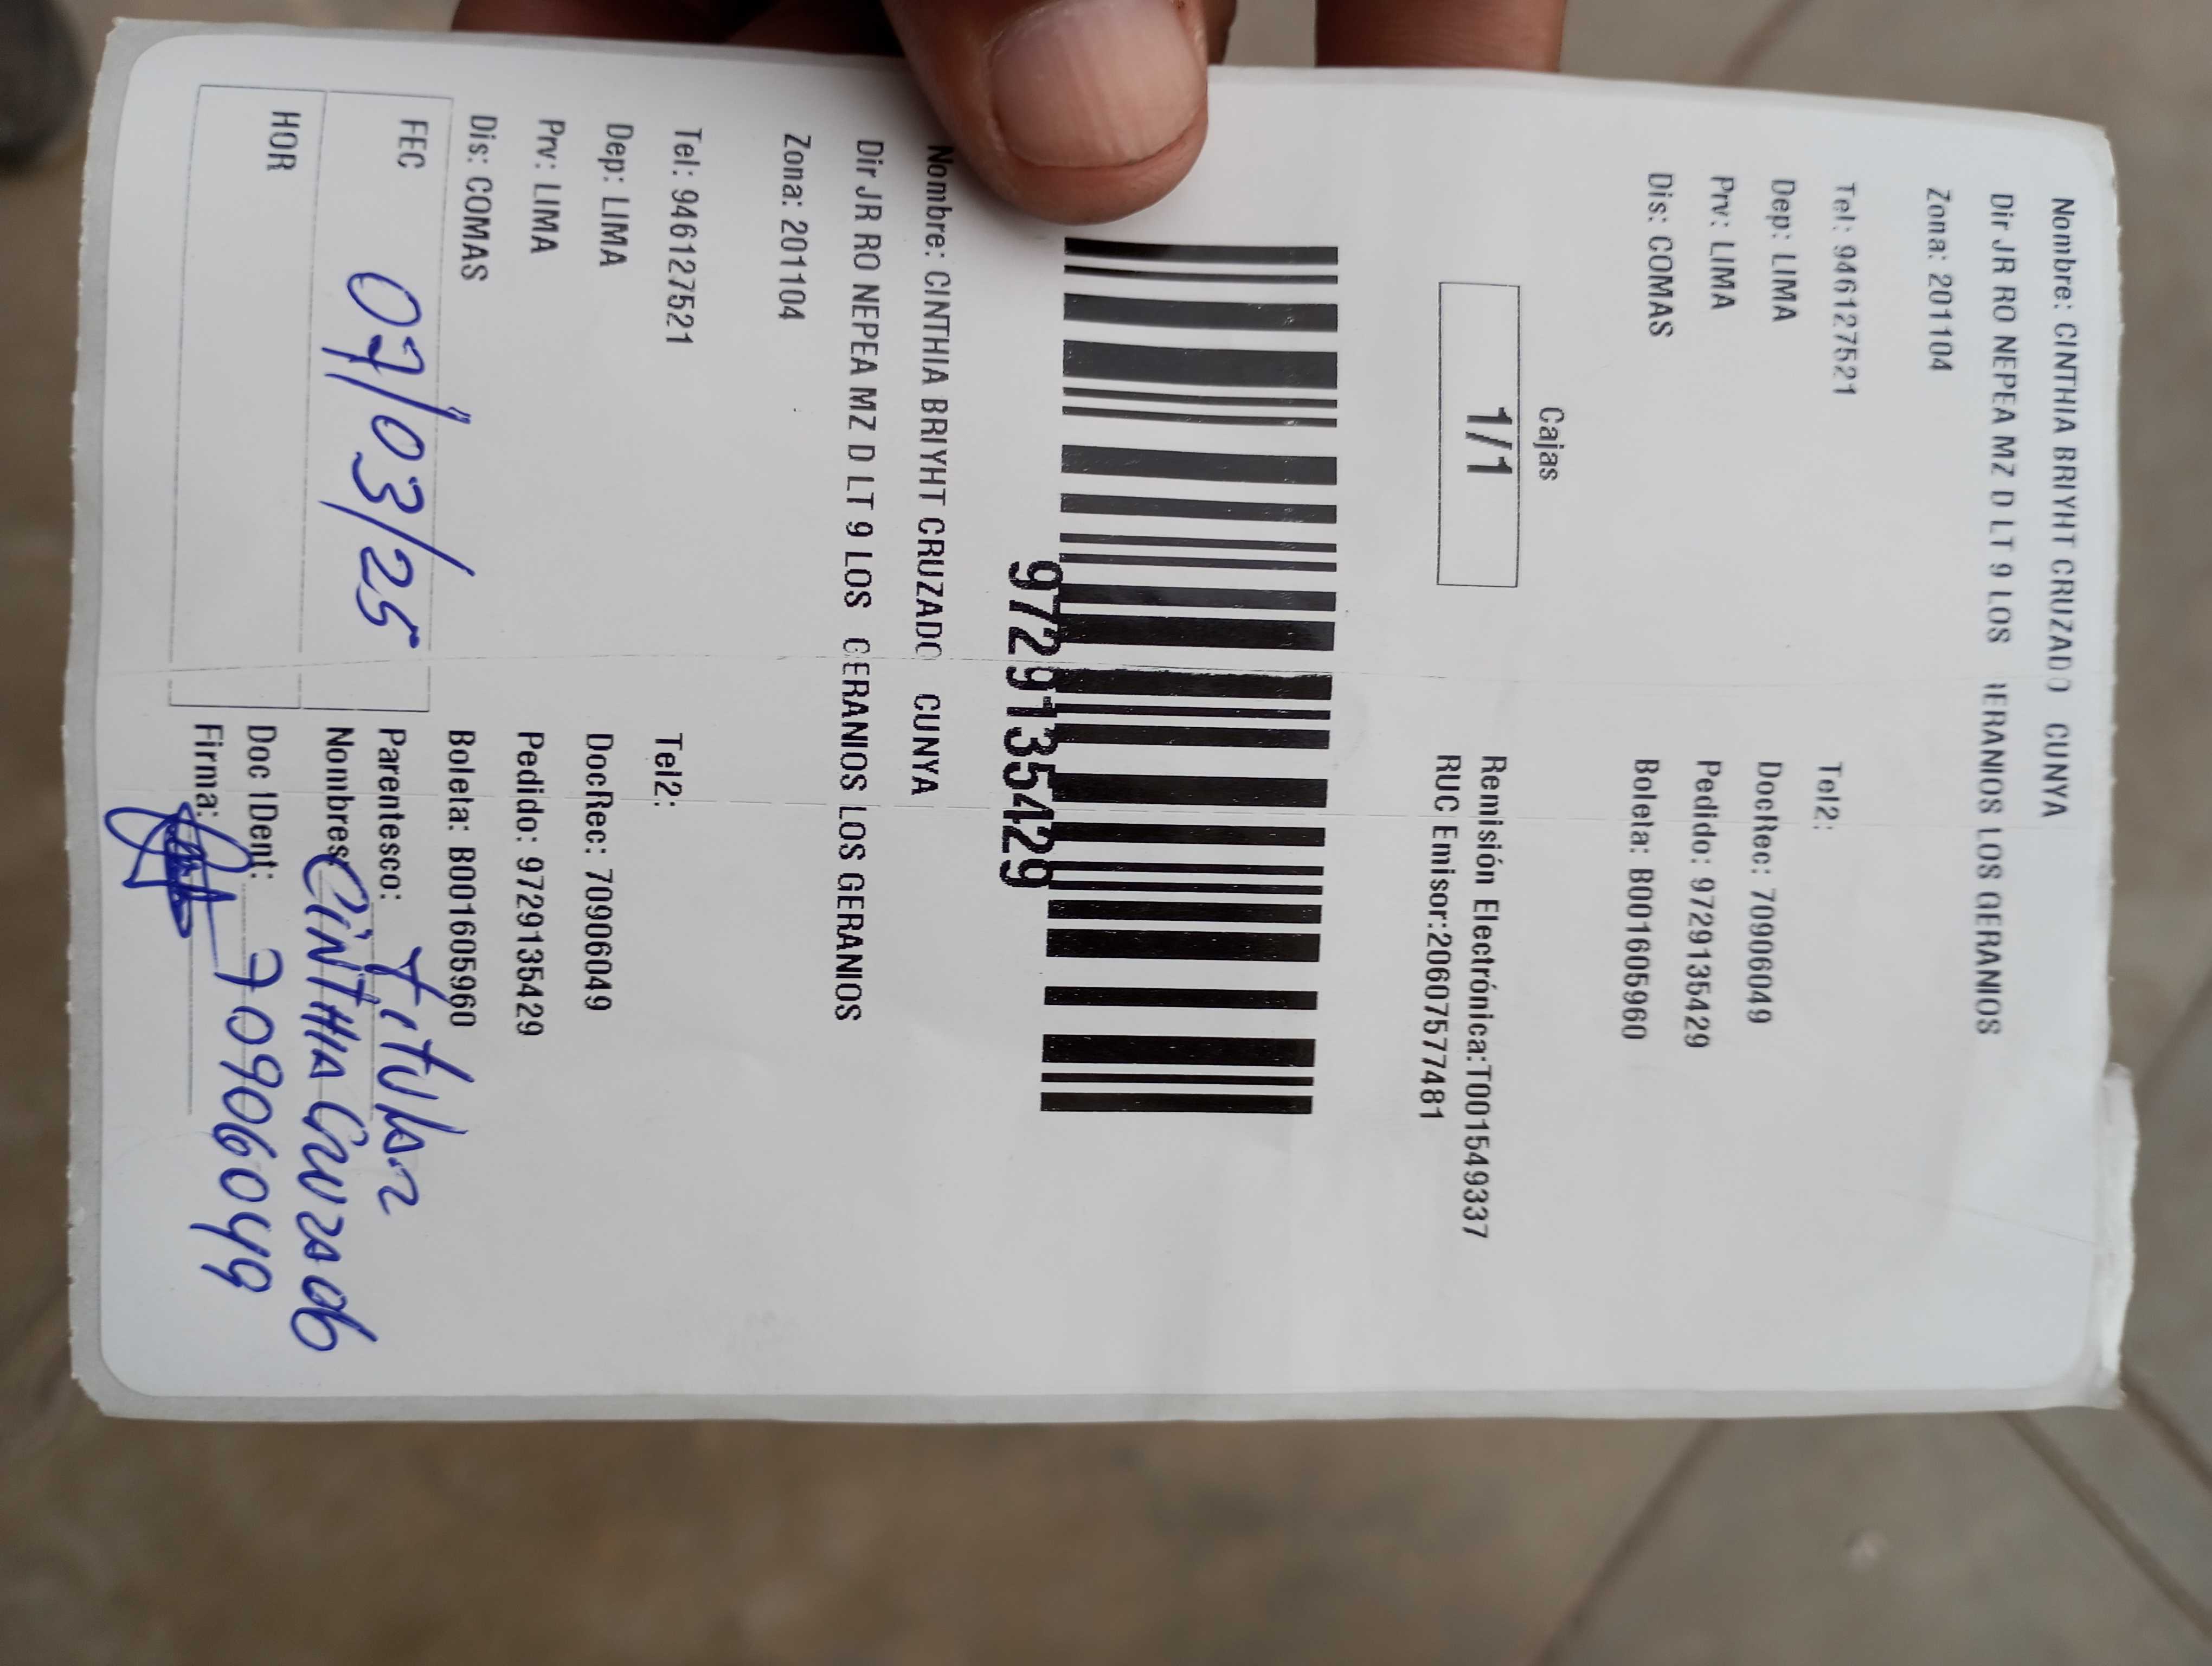 Nombre: CINTHIA BRIYHT CRUZADO CUNYA
Dir JR RO NEPEA MZ D LT 9 LOS IERANIOS LOS GERANIOS
Zona: 201104
Tel: 946127521 Tel2:
Dep: LIMA DocRec: 70906049
Prv: LIMA Pedido: 9729135429
Dis: COMAS Boleta: B001605960
Cajas
1/1
Remisión Electrónica:T001549337
RUC Emisor:20607577481
9729135429
Nombre: CINTHIA BRIYHT CRUZADO CUNYA
Dir JR RO NEPEA MZ D LT 9 LOS GERANIOS LOS GERANIOS
Zona: 201104
Tel: 946127521 Tel2:
Dep: LIMA DocRec: 70906049
Prv: LIMA Pedido: 9729135429
Dis: COMAS Boleta: B001605960
FEC 07/03/25 Parentesco: Titular
Nombres CINTHIA Cruzado
HOR Doc 1Dent: 70906049
Firma: